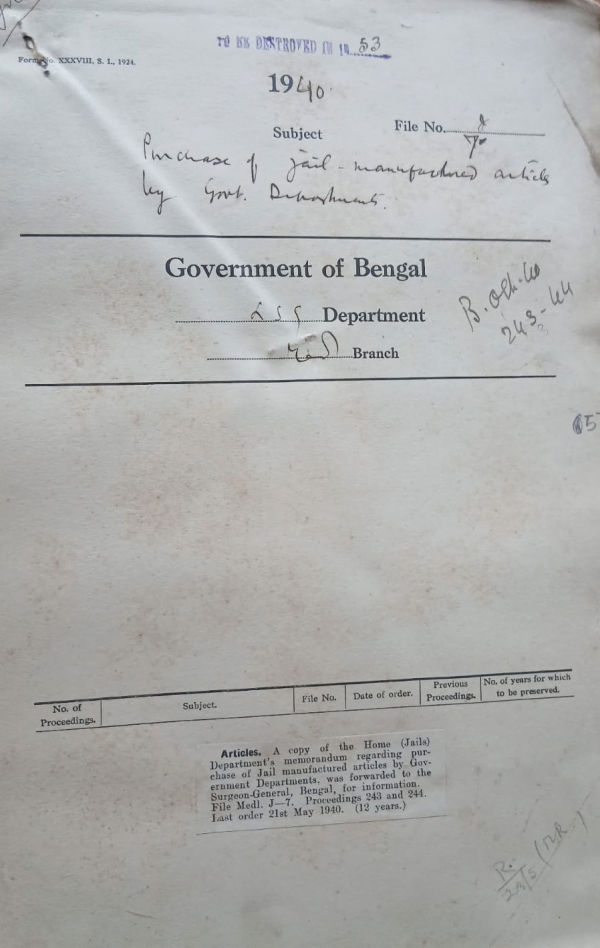 TO BE DESTROYED IN 19 53
Form No. XXXVIII, S. I., 1924.
1940.
Subject
File No.
Purchase of jail-manufactured articles
by Govt. Departments.
Government of Bengal
Department
Branch
B. Oct. 40
243-44
No. of Proceedings.
Subject.
File No.
Date of order.
Previous Proceedings.
No. of years for which to be preserved.
Articles. A copy of the Home (Jails)
Department's memorandum regarding pur-
chase of Jail manufactured articles by Gov-
ernment Departments, was forwarded to the
Surgeon-General, Bengal, for information.
File Medl. J—7. Proceedings 243 and 244.
Last order 21st May 1940. (12 years.)